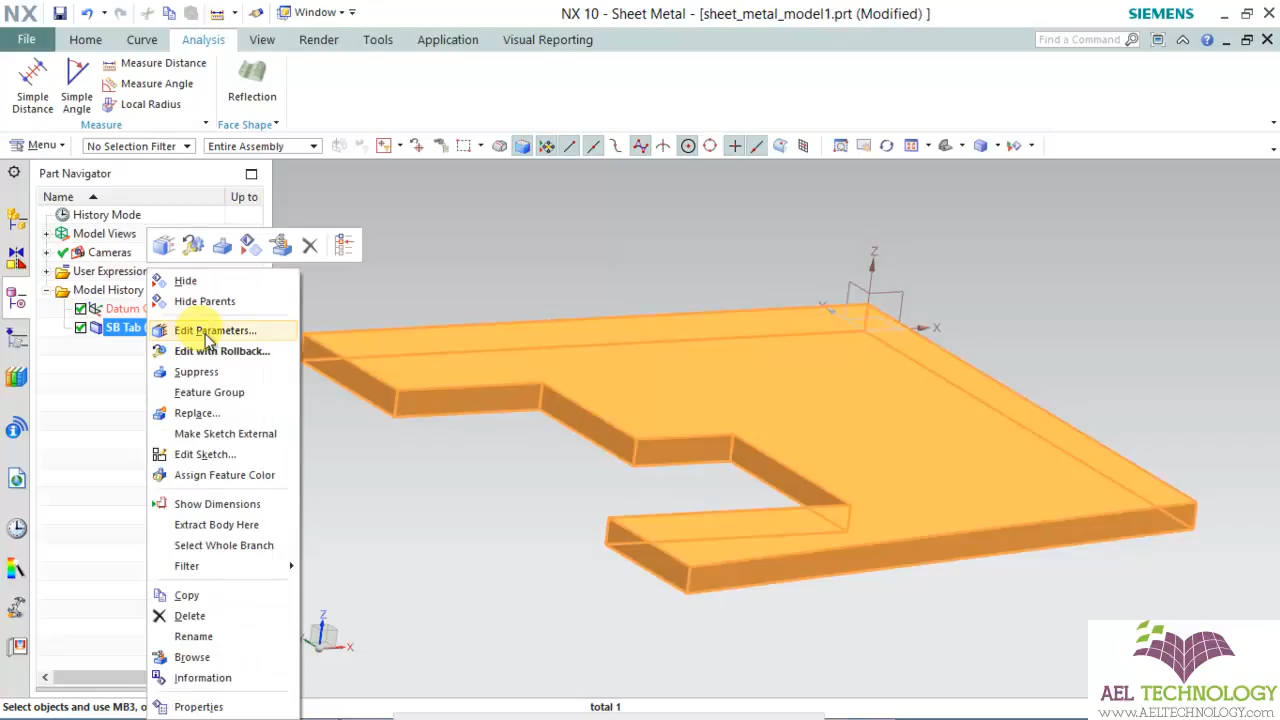 NX Window NX 10 - Sheet Metal - [sheet_metal_model1.prt (Modified) ] SIEMENS
File Home Curve Analysis View Render Tools Application Visual Reporting Find a Command
Simple Distance
Simple Angle
Measure Distance
Measure Angle
Local Radius
Reflection
Measure Face Shape
Menu No Selection Filter Entire Assembly
Part Navigator
Name Up to
History Mode
Model Views
Cameras
User Expression
Model History
Datum C
SB Tab (
Hide
Hide Parents
Edit Parameters...
Edit with Rollback...
Suppress
Feature Group
Replace...
Make Sketch External
Edit Sketch...
Assign Feature Color
Show Dimensions
Extract Body Here
Select Whole Branch
Filter
Copy
Delete
Rename
Browse
Information
Properties
Z
X
Z
X
Select objects and use MB3, o total 1
AEL TECHNOLOGY
www.AELTECHNOLOGY.com